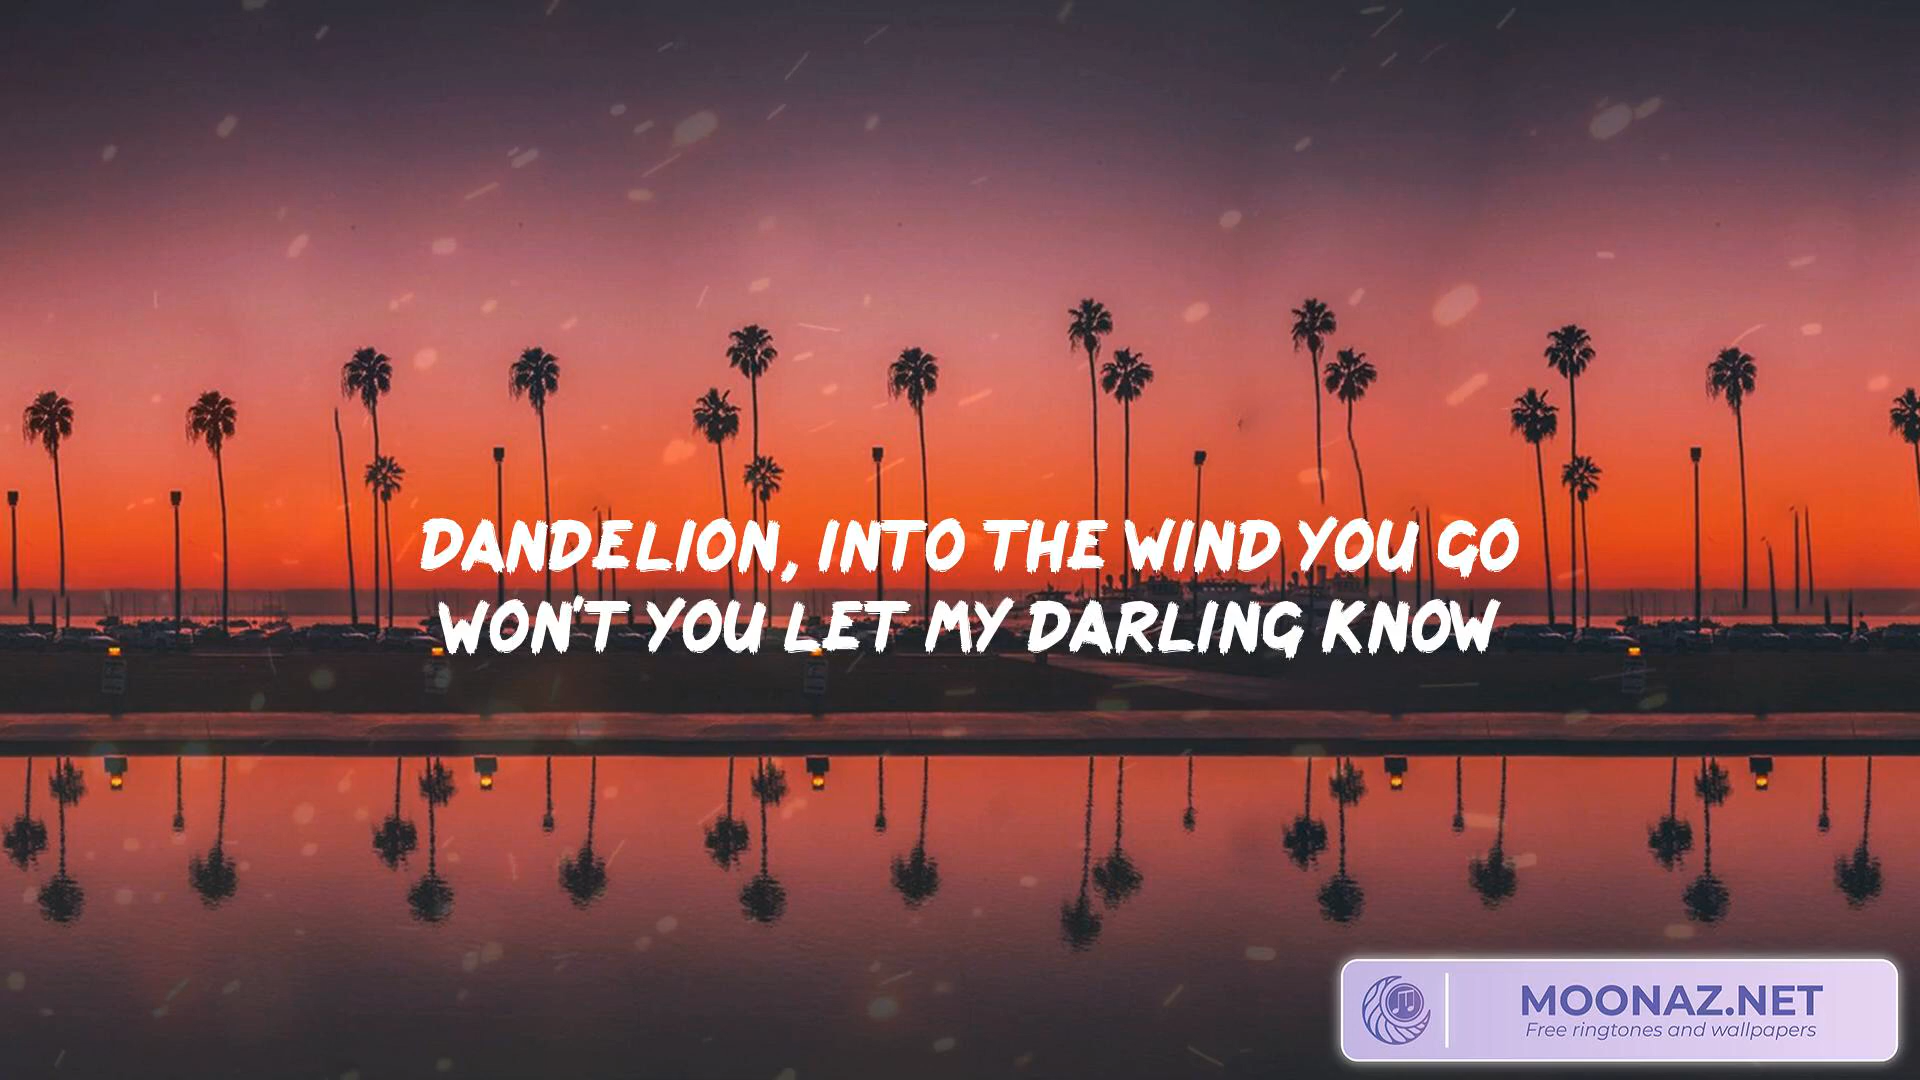 DANDELION, INTO THE WIND YOU GO
WON'T YOU LET MY DARLING KNOW
MOONAZ.NET
Free ringtones and wallpapers